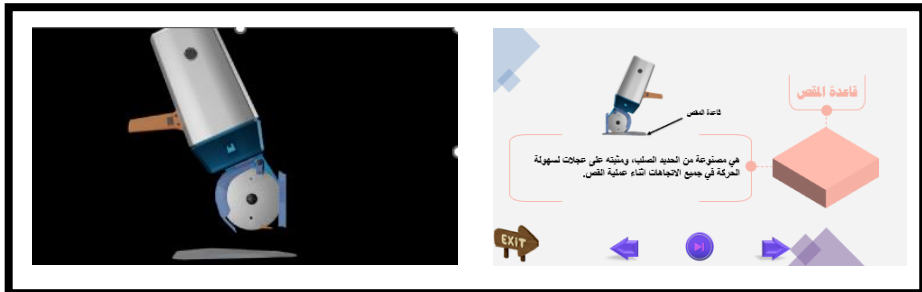 قاعدة المقص
قاعدة المقص
هي مصنوعة من الحديد الصلب، ومثبته على عجلات لسهولة
الحركة في جميع الاتجاهات اثناء عملية القص.
EXIT